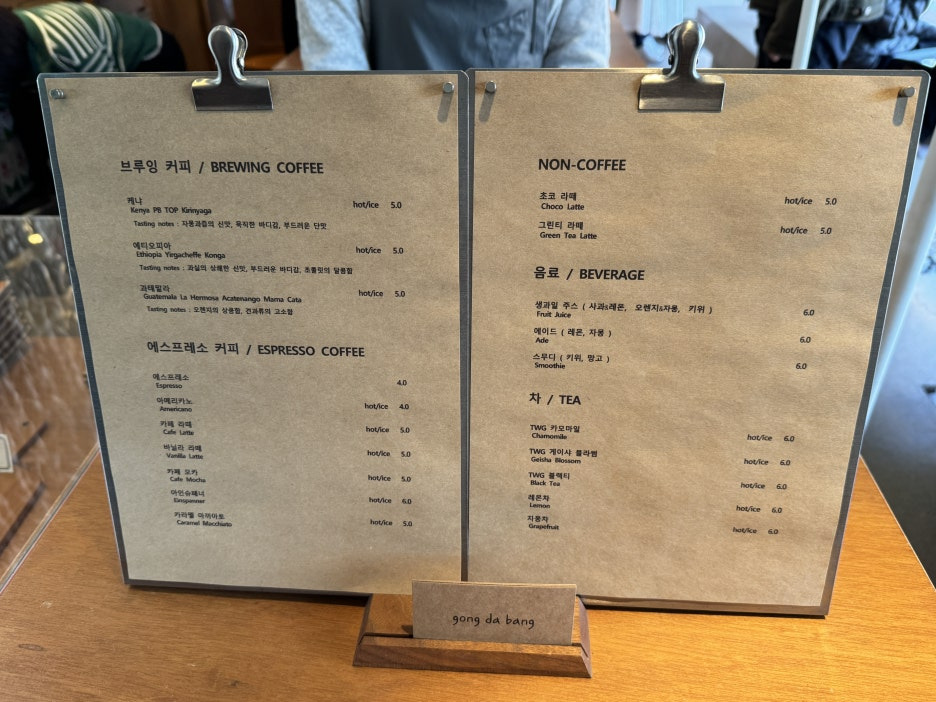 브루잉 커피 / BREWING COFFEE
케냐
Kenya PB TOP Kirinyaga
hot/ice 5.0
Tasting notes : 자몽과즙의 신맛, 묵직한 바디감, 부드러운 단맛
에티오피아
Ethiopia Yirgacheffe Konga
hot/ice 5.0
Tasting notes : 과실의 상쾌한 신맛, 부드러운 바디감, 초콜릿의 달콤함
과테말라
Guatemala La Hermosa Acatenango Mama Cata
hot/ice 5.0
Tasting notes : 오렌지의 상큼함, 견과류의 고소함
에스프레소 커피 / ESPRESSO COFFEE
에스프레소
Espresso
4.0
아메리카노
Americano
hot/ice 4.0
카페 라떼
Cafe Latte
hot/ice 5.0
바닐라 라떼
Vanilla Latte
hot/ice 5.0
카페 모카
Cafe Mocha
hot/ice 5.0
아인슈패너
Einspanner
hot/ice 6.0
카라멜 마끼아또
Caramel Macchiato
hot/ice 5.0
NON-COFFEE
초코 라떼
Choco Latte
hot/ice 5.0
그린티 라떼
Green Tea Latte
hot/ice 5.0
음료 / BEVERAGE
생과일 주스 ( 사과&레몬, 오렌지&자몽, 키위 )
Fruit Juice
6.0
에이드 ( 레몬, 자몽 )
Ade
6.0
스무디 ( 키위, 망고 )
Smoothie
6.0
차 / TEA
TWG 카모마일
Chamomile
hot/ice 6.0
TWG 게이샤 블라썸
Geisha Blossom
hot/ice 6.0
TWG 블랙티
Black Tea
hot/ice 6.0
레몬차
Lemon
hot/ice 6.0
자몽차
Grapefruit
hot/ice 6.0
gong da bang